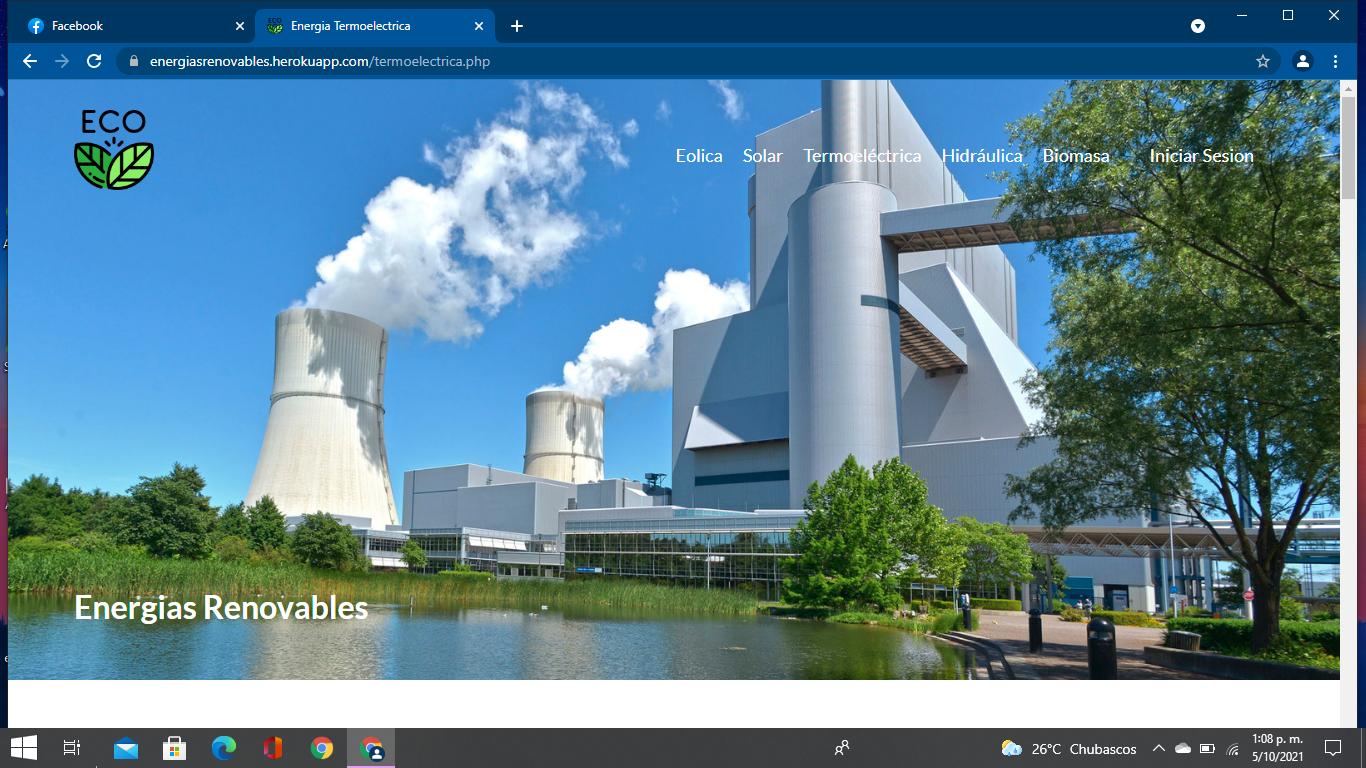 Facebook
Energia Termoelectrica
energiasrenovables.herokuapp.com/termoelectrica.php
ECO
Eolica Solar Termoeléctrica Hidráulica Biomasa Iniciar Sesion
Energias Renovables
26°C Chubascos
1:08 p. m.
5/10/2021